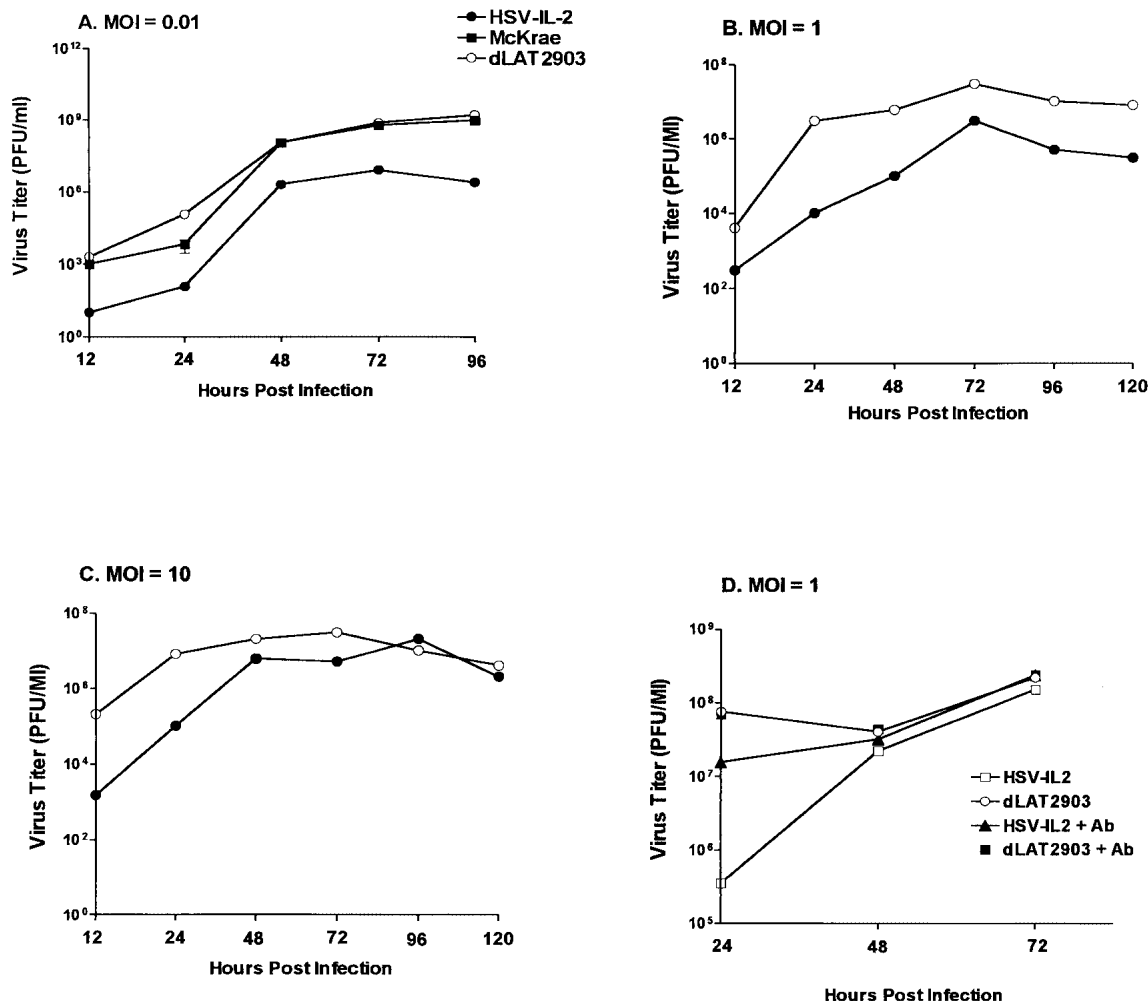 A. MOI = 0.01
HSV-IL-2
McKrae
dLAT2903
Virus Titer (PFU/ml)
10¹²
10⁹
10⁶
10³
10⁰
12 24 48 72 96
Hours Post Infection
B. MOI = 1
Virus Titer (PFU/Ml)
10⁸
10⁶
10⁴
10²
10⁰
12 24 48 72 96 120
Hours Post Infection
C. MOI = 10
Virus Titer (PFU/Ml)
10⁸
10⁶
10⁴
10²
10⁰
12 24 48 72 96 120
Hours Post Infection
D. MOI = 1
Virus Titer (PFU/Ml)
10⁹
10⁸
10⁷
10⁶
10⁵
HSV-IL2
dLAT2903
HSV-IL2 + Ab
dLAT2903 + Ab
24 48 72
Hours Post Infection